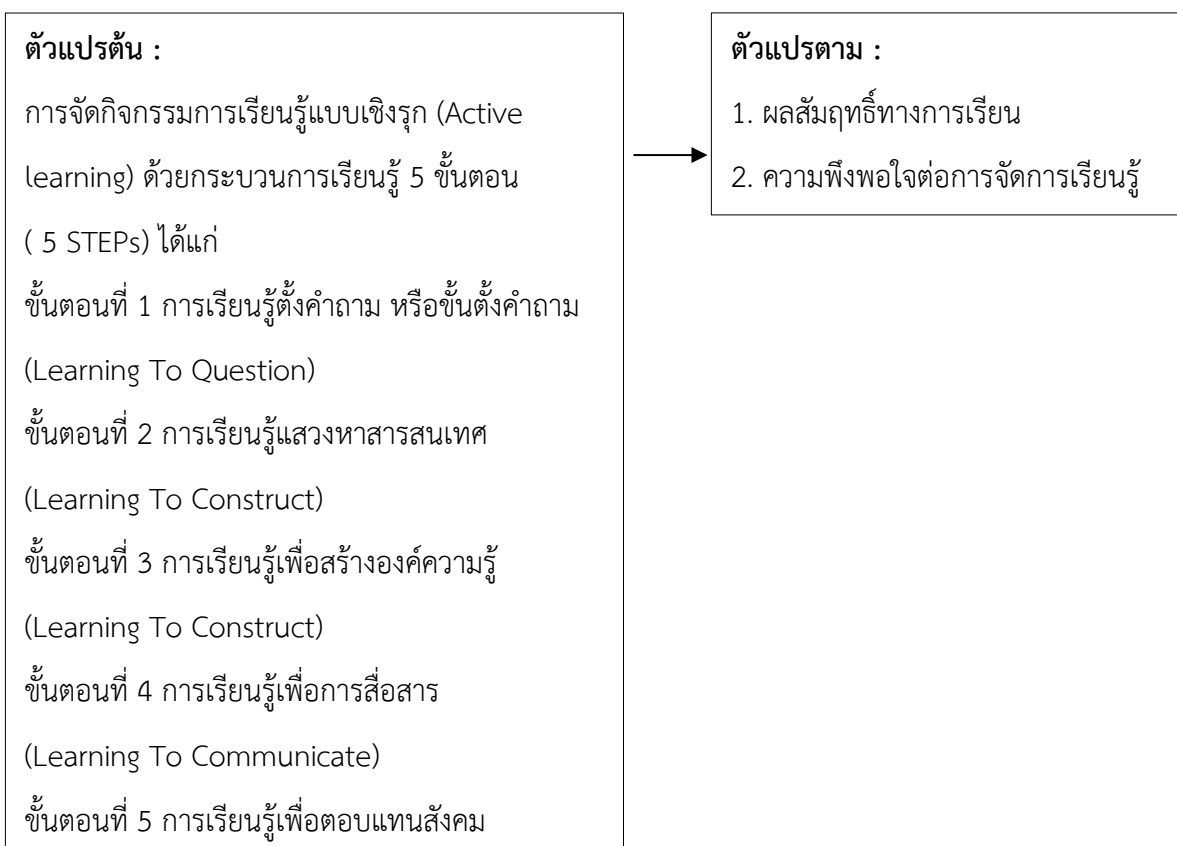 ตัวแปรต้น :
การจัดกิจกรรมการเรียนรู้แบบเชิงรุก (Active
learning) ด้วยกระบวนการเรียนรู้ 5 ขั้นตอน
( 5 STEPs) ได้แก่
ขั้นตอนที่ 1 การเรียนรู้ตั้งคำถาม หรือขั้นตั้งคำถาม
(Learning To Question)
ขั้นตอนที่ 2 การเรียนรู้แสวงหาสารสนเทศ
(Learning To Construct)
ขั้นตอนที่ 3 การเรียนรู้เพื่อสร้างองค์ความรู้
(Learning To Construct)
ขั้นตอนที่ 4 การเรียนรู้เพื่อการสื่อสาร
(Learning To Communicate)
ขั้นตอนที่ 5 การเรียนรู้เพื่อตอบแทนสังคม
ตัวแปรตาม :
1. ผลสัมฤทธิ์ทางการเรียน
2. ความพึงพอใจต่อการจัดการเรียนรู้